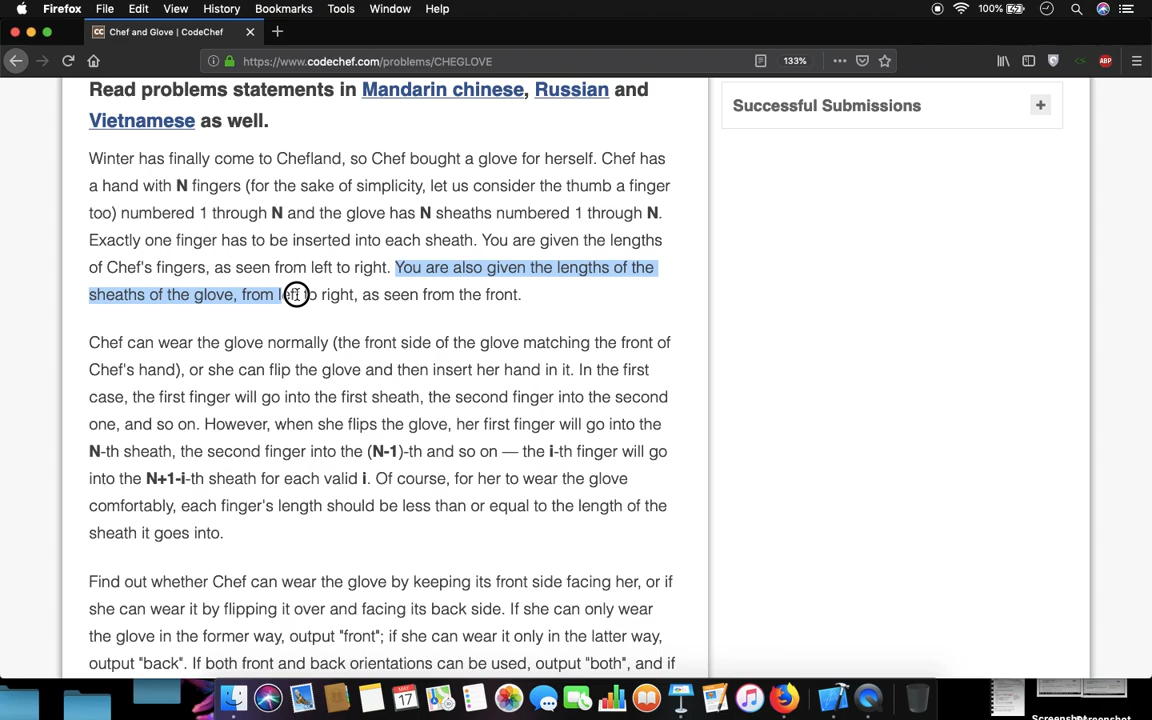 Firefox File Edit View History Bookmarks Tools Window Help 100%
CC Chef and Glove | CodeChef
https://www.codechef.com/problems/CHEGLOVE 133% ABP
Read problems statements in Mandarin chinese, Russian and
Vietnamese as well.
Successful Submissions
Winter has finally come to Chefland, so Chef bought a glove for herself. Chef has
a hand with N fingers (for the sake of simplicity, let us consider the thumb a finger
too) numbered 1 through N and the glove has N sheaths numbered 1 through N.
Exactly one finger has to be inserted into each sheath. You are given the lengths
of Chef's fingers, as seen from left to right. You are also given the lengths of the
sheaths of the glove, from left to right, as seen from the front.
Chef can wear the glove normally (the front side of the glove matching the front of
Chef's hand), or she can flip the glove and then insert her hand in it. In the first
case, the first finger will go into the first sheath, the second finger into the second
one, and so on. However, when she flips the glove, her first finger will go into the
N-th sheath, the second finger into the (N-1)-th and so on — the i-th finger will go
into the N+1-i-th sheath for each valid i. Of course, for her to wear the glove
comfortably, each finger's length should be less than or equal to the length of the
sheath it goes into.
Find out whether Chef can wear the glove by keeping its front side facing her, or if
she can wear it by flipping it over and facing its back side. If she can only wear
the glove in the former way, output "front"; if she can wear it only in the latter way,
output "back". If both front and back orientations can be used, output "both", and if
17